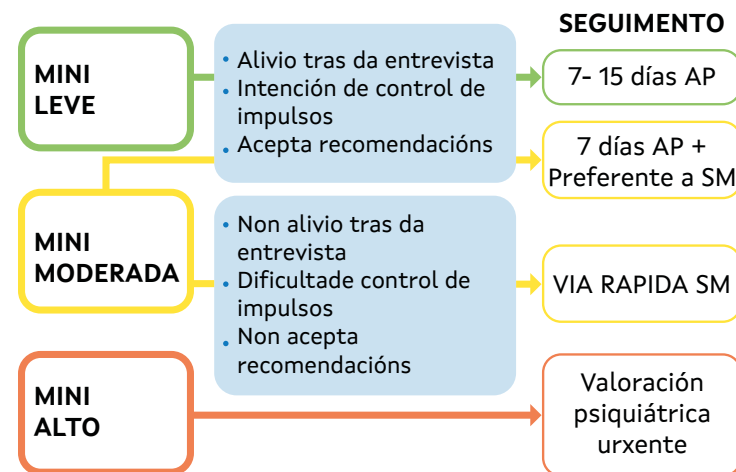 SEGUIMENTO
MINI
LEVE
• Alivio tras da entrevista
• Intención de control de
impulsos
• Acepta recomendacións
7- 15 días AP
7 días AP +
Preferente a SM
MINI
MODERADA
• Non alivio tras da
entrevista
• Dificultade control de
impulsos
• Non acepta
recomendacións
VIA RAPIDA SM
MINI
ALTO
Valoración
psiquiátrica
urxente